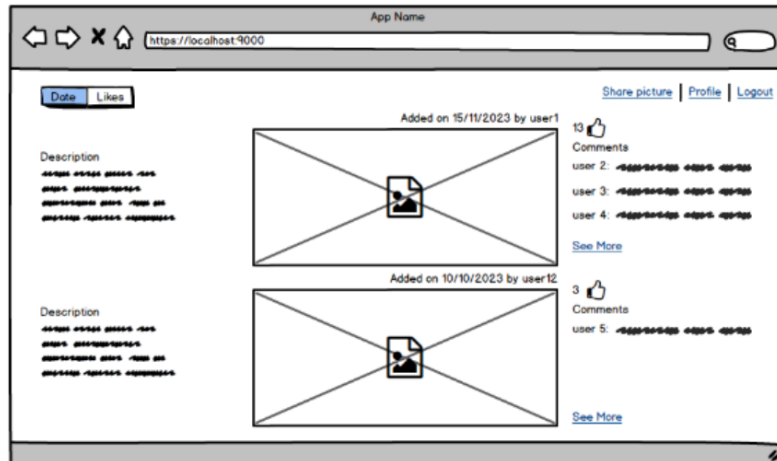 App Name
https://localhost:9000
Date Likes
Share picture Profile Logout
Added on 15/11/2023 by user1
13
Description
Comments
user 2:
user 3:
user 4:
See More
Added on 10/10/2023 by user12
3
Description
Comments
user 5:
See More